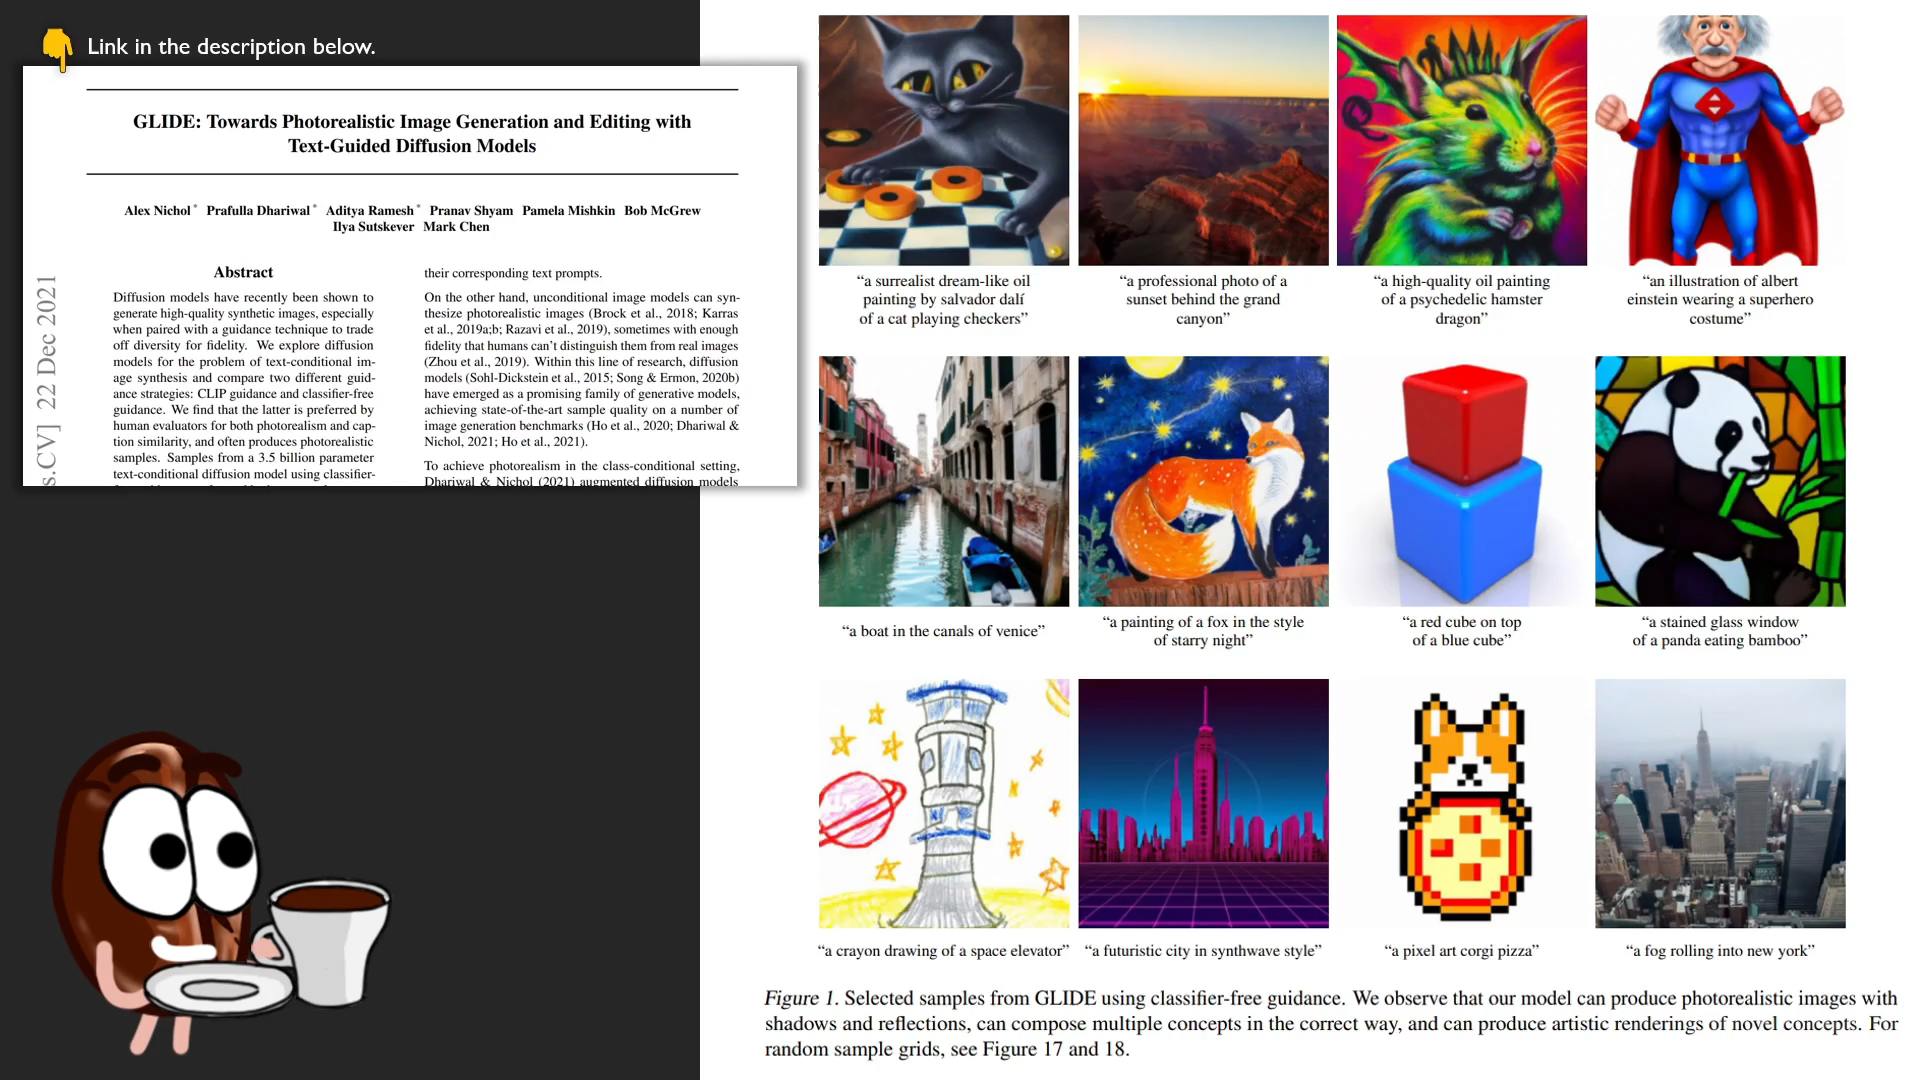 Link in the description below.
GLIDE: Towards Photorealistic Image Generation and Editing with
Text-Guided Diffusion Models
Alex Nichol* Prafulla Dhariwal* Aditya Ramesh* Pranav Shyam Pamela Mishkin Bob McGrew
Ilya Sutskever Mark Chen
s.CV] 22 Dec 2021
Abstract
Diffusion models have recently been shown to
generate high-quality synthetic images, especially
when paired with a guidance technique to trade
off diversity for fidelity. We explore diffusion
models for the problem of text-conditional im-
age synthesis and compare two different guid-
ance strategies: CLIP guidance and classifier-free
guidance. We find that the latter is preferred by
human evaluators for both photorealism and cap-
tion similarity, and often produces photorealistic
samples. Samples from a 3.5 billion parameter
text-conditional diffusion model using classifier-
their corresponding text prompts.
On the other hand, unconditional image models can syn-
thesize photorealistic images (Brock et al., 2018; Karras
et al., 2019a;b; Razavi et al., 2019), sometimes with enough
fidelity that humans can't distinguish them from real images
(Zhou et al., 2019). Within this line of research, diffusion
models (Sohl-Dickstein et al., 2015; Song & Ermon, 2020b)
have emerged as a promising family of generative models,
achieving state-of-the-art sample quality on a number of
image generation benchmarks (Ho et al., 2020; Dhariwal &
Nichol, 2021; Ho et al., 2021).
To achieve photorealism in the class-conditional setting,
Dhariwal & Nichol (2021) augmented diffusion models
“a surrealist dream-like oil
painting by salvador dalí
of a cat playing checkers”
“a professional photo of a
sunset behind the grand
canyon”
“a high-quality oil painting
of a psychedelic hamster
dragon”
“an illustration of albert
einstein wearing a superhero
costume”
“a boat in the canals of venice”
“a painting of a fox in the style
of starry night”
“a red cube on top
of a blue cube”
“a stained glass window
of a panda eating bamboo”
“a crayon drawing of a space elevator”
“a futuristic city in synthwave style”
“a pixel art corgi pizza”
“a fog rolling into new york”
Figure 1. Selected samples from GLIDE using classifier-free guidance. We observe that our model can produce photorealistic images with
shadows and reflections, can compose multiple concepts in the correct way, and can produce artistic renderings of novel concepts. For
random sample grids, see Figure 17 and 18.